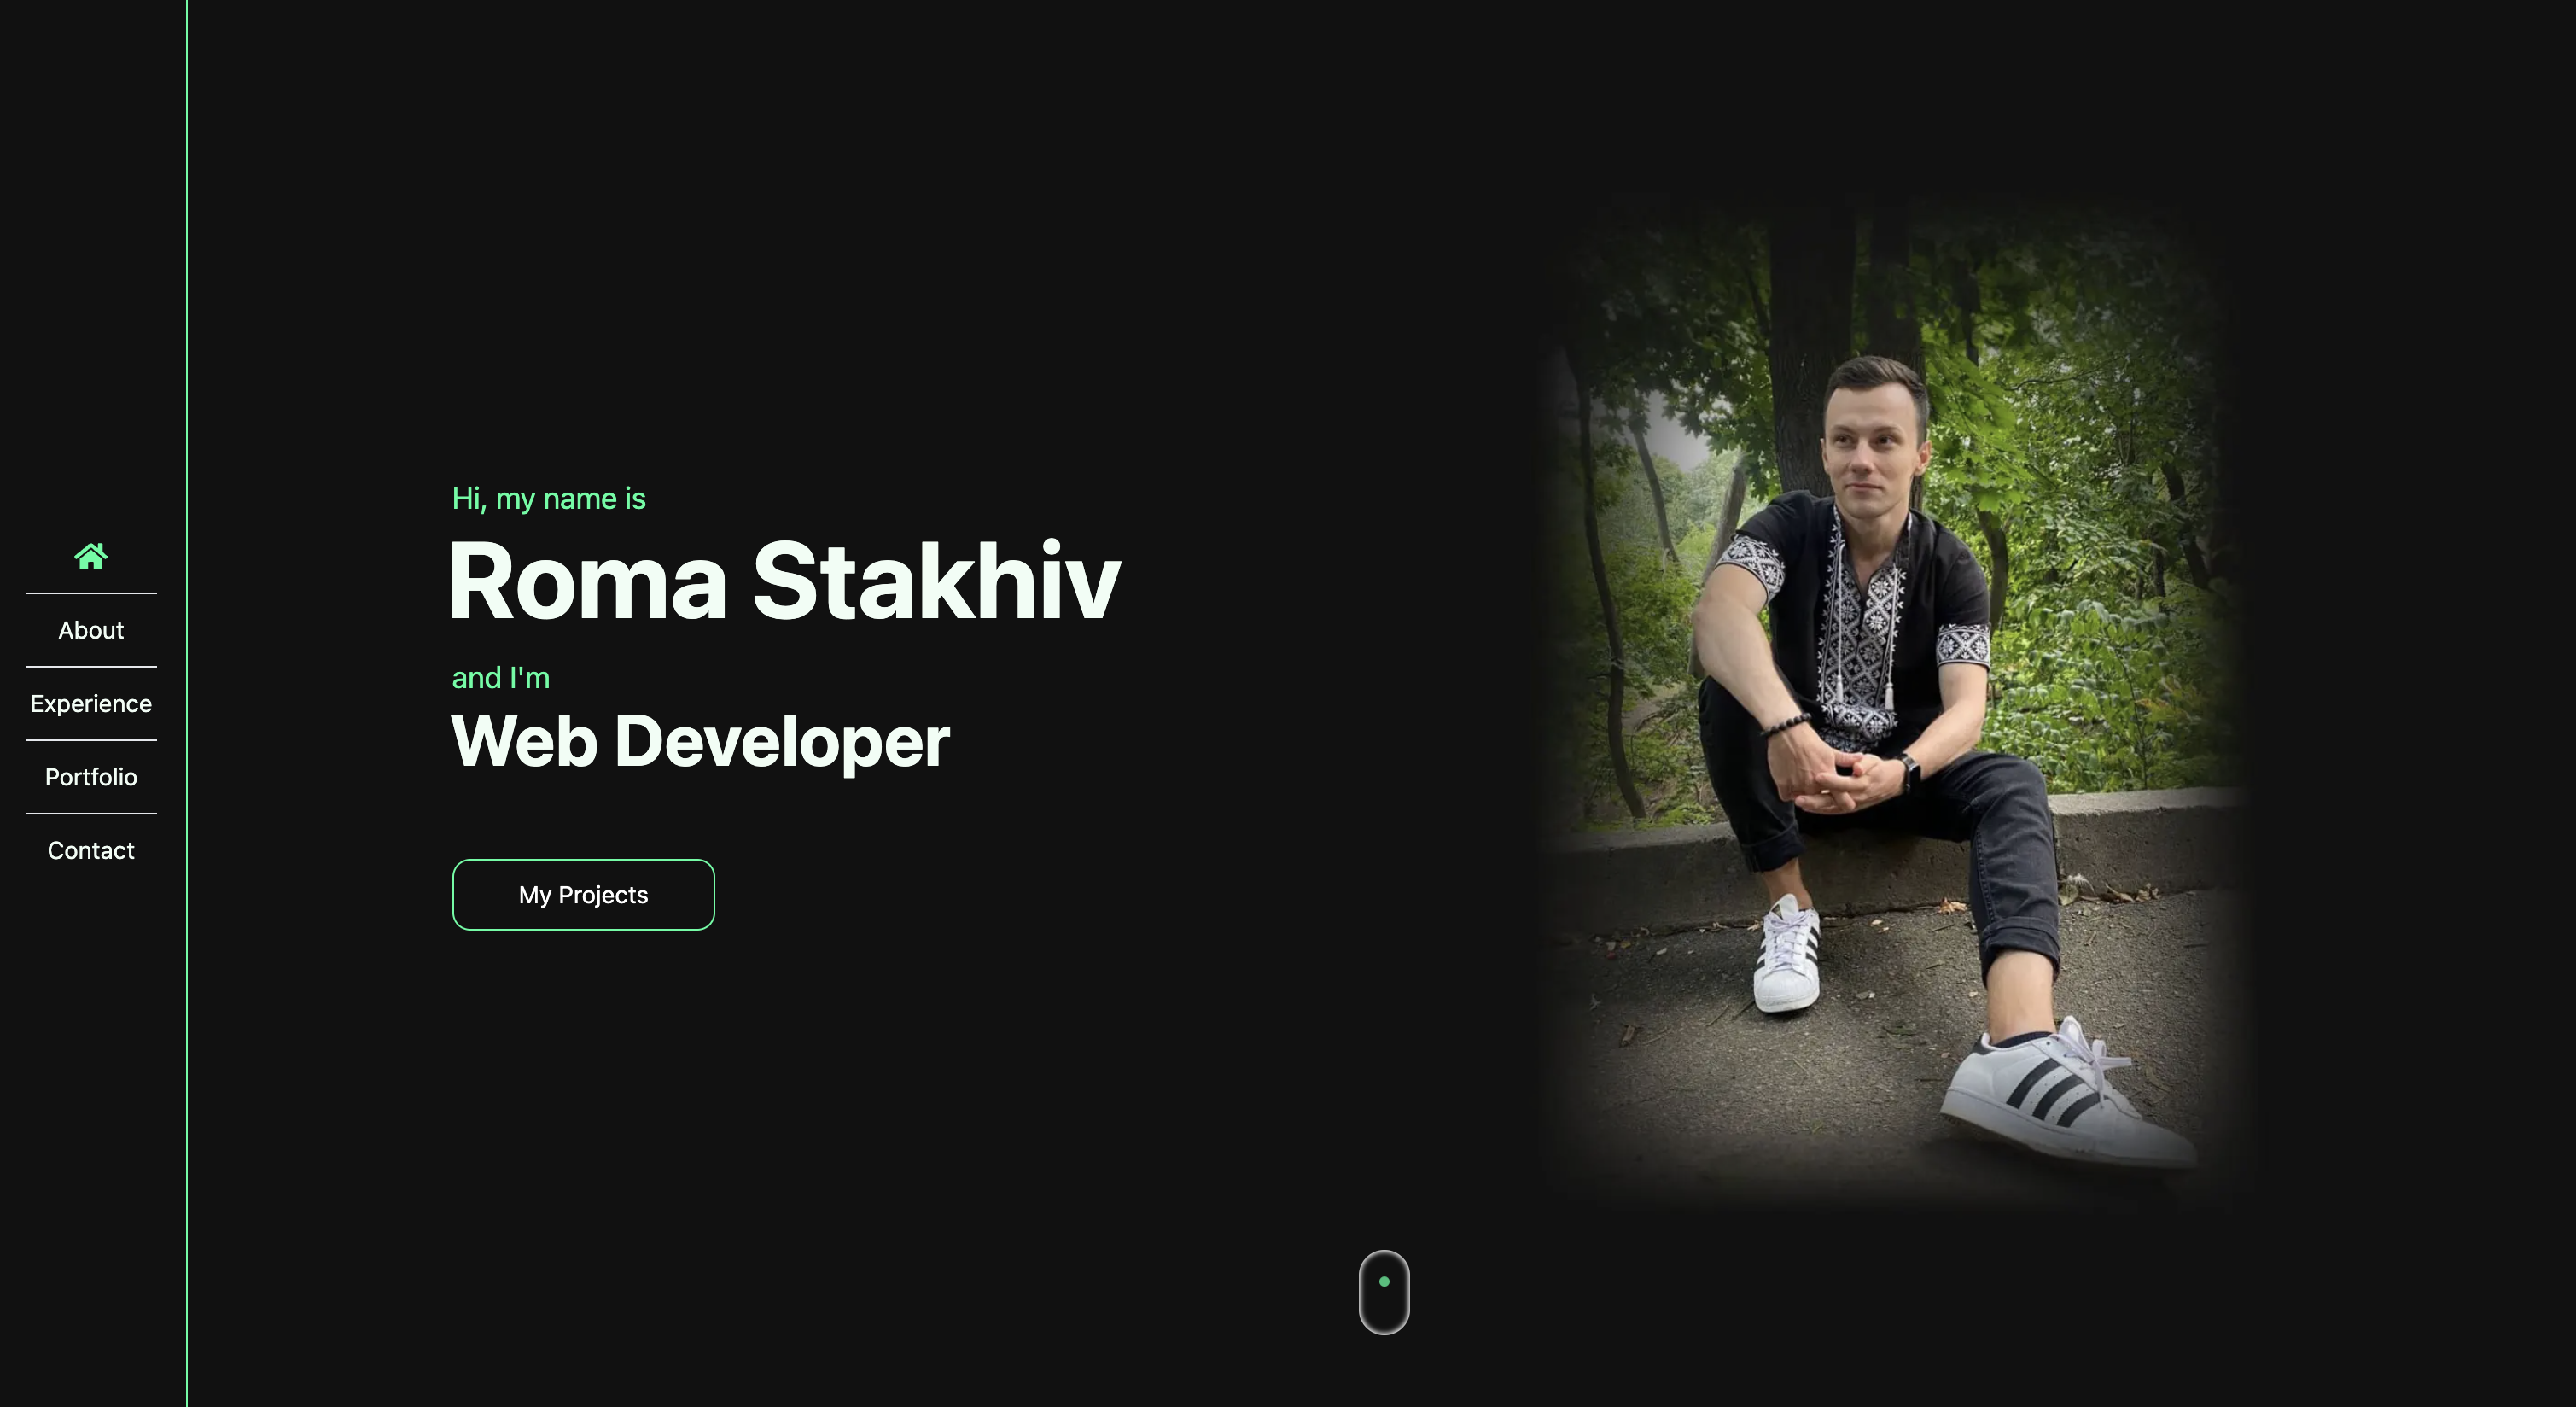 About
Experience
Portfolio
Contact
Hi, my name is
Roma Stakhiv
and I'm
Web Developer
My Projects